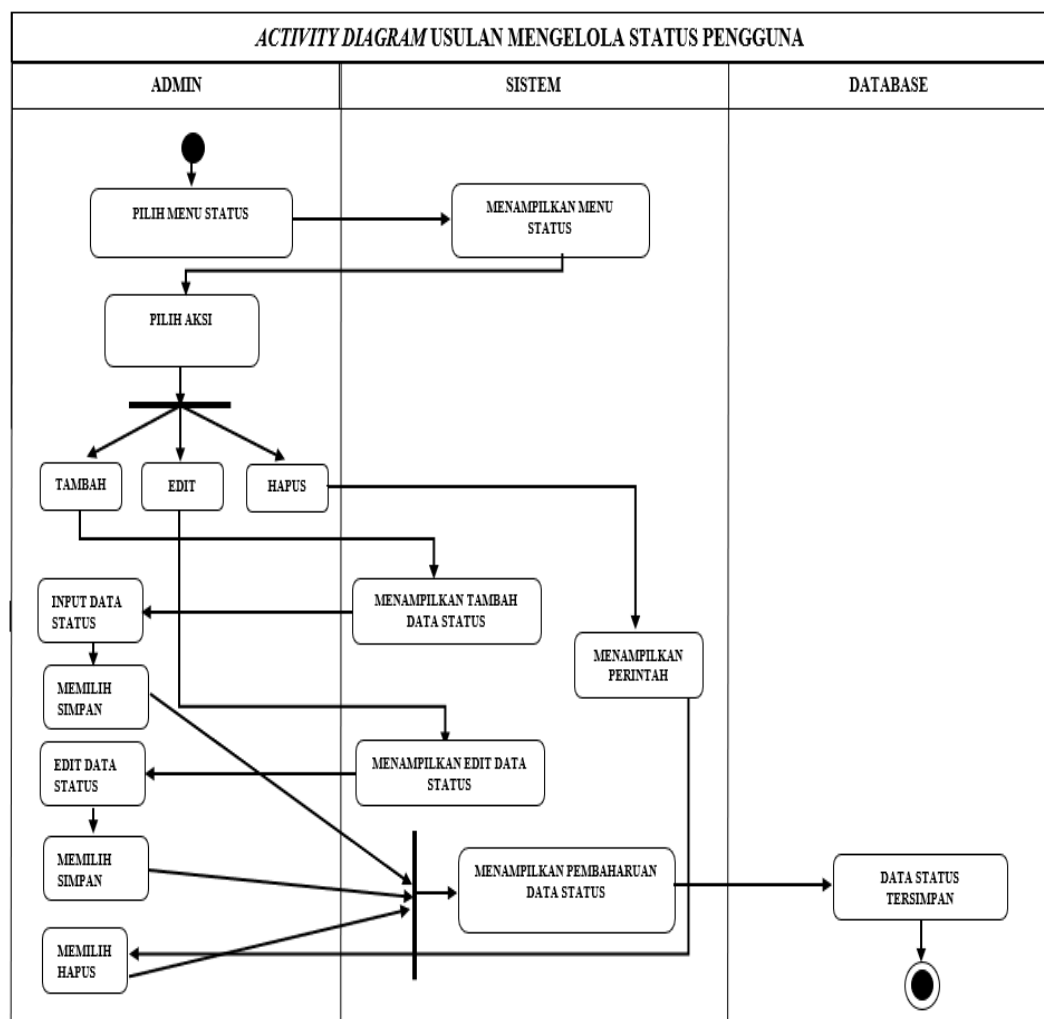 ACTIVITY DIAGRAM USULAN MENGELOLA STATUS PENGGUNA
ADMIN
SISTEM
DATABASE
PILIH MENU STATUS
MENAMPILKAN MENU
STATUS
PILIH AKSI
TAMBAH
EDIT
HAPUS
INPUT DATA
STATUS
MENAMPILKAN TAMBAH
DATA STATUS
MENAMPILKAN
PERINTAH
MEMILIH
SIMPAN
EDIT DATA
STATUS
MENAMPILKAN EDIT DATA
STATUS
MEMILIH
SIMPAN
MENAMPILKAN PEMBAHARUAN
DATA STATUS
DATA STATUS
TERSIMPAN
MEMILIH
HAPUS